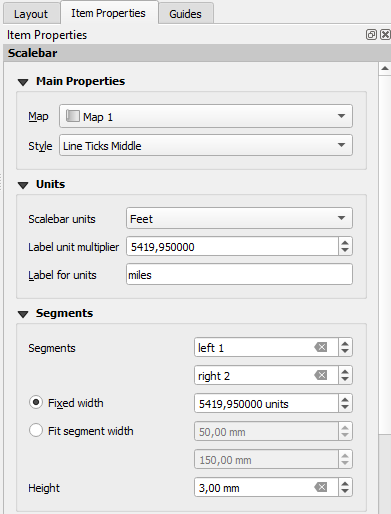 Layout Item Properties Guides
Item Properties
Scalebar
Main Properties
Map Map 1
Style Line Ticks Middle
Units
Scalebar units Feet
Label unit multiplier 5419,950000
Label for units miles
Segments
Segments left 1
right 2
Fixed width 5419,950000 units
Fit segment width 50,00 mm
150,00 mm
Height 3,00 mm